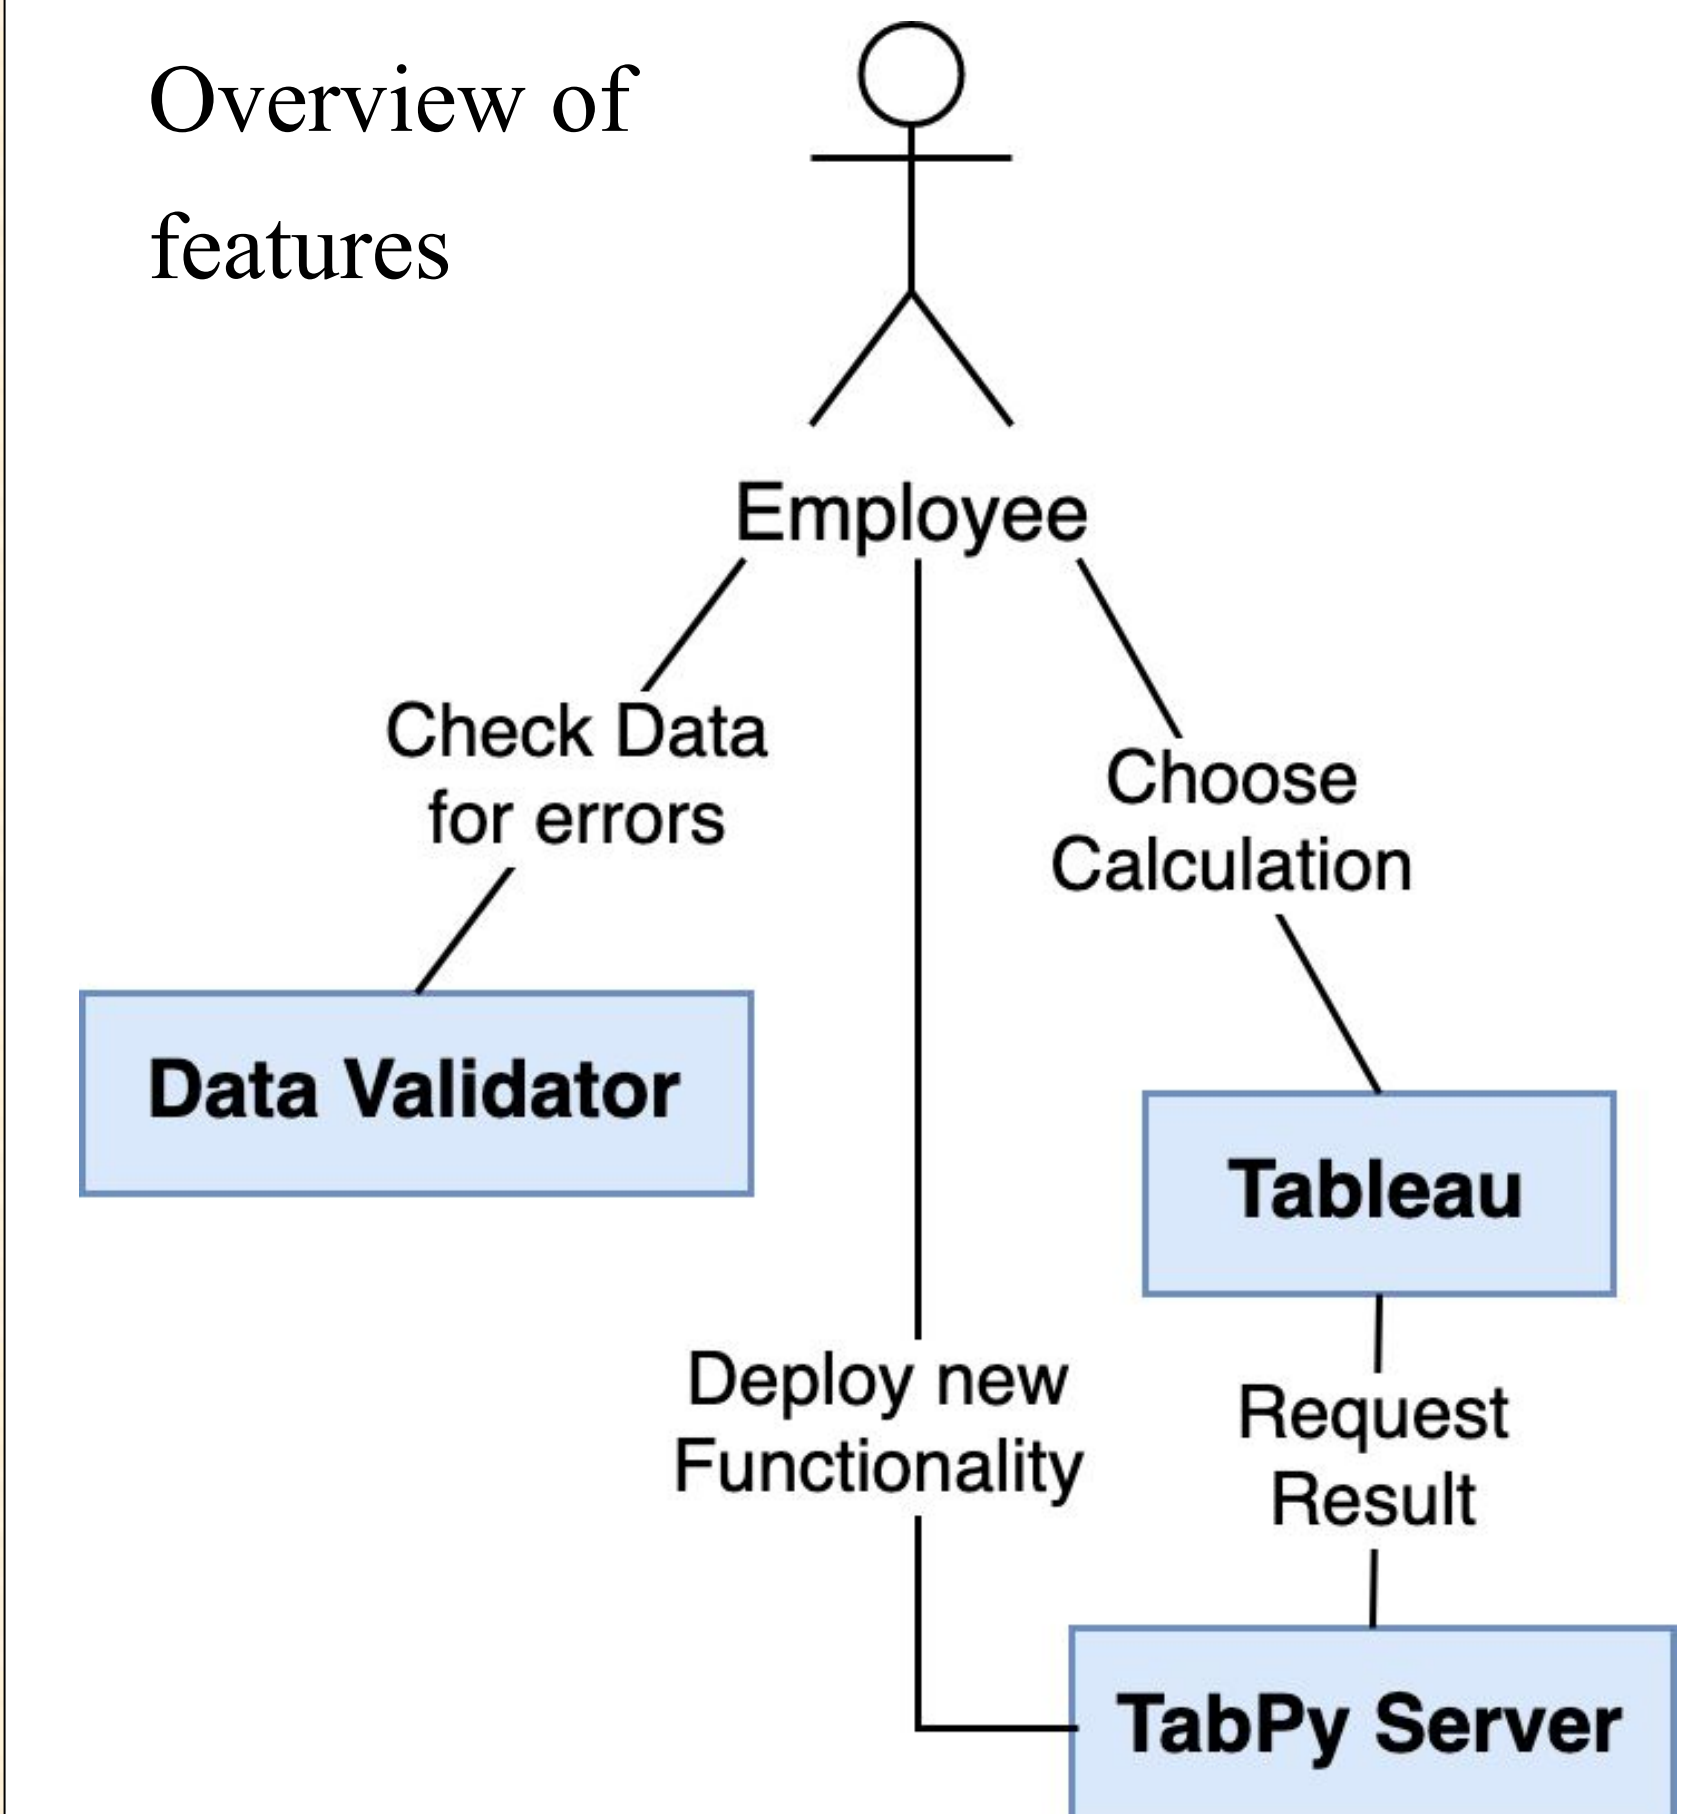 Overview of
features
Employee
Check Data
for errors
Choose
Calculation
Data Validator
Tableau
Deploy new
Functionality
Request
Result
TabPy Server